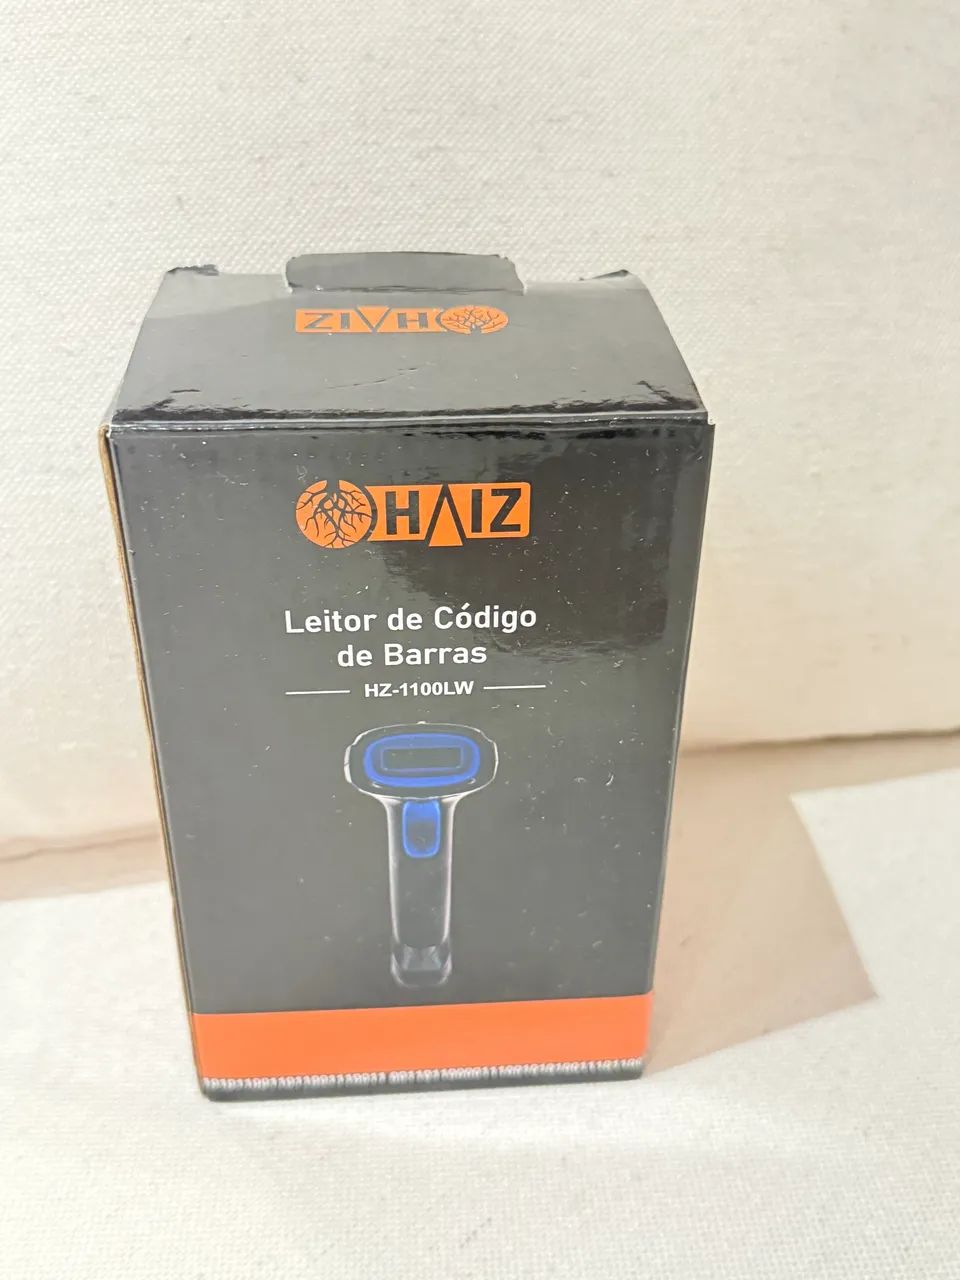 HAIZ
HAIZ
Leitor de Código
de Barras
HZ-1100LW